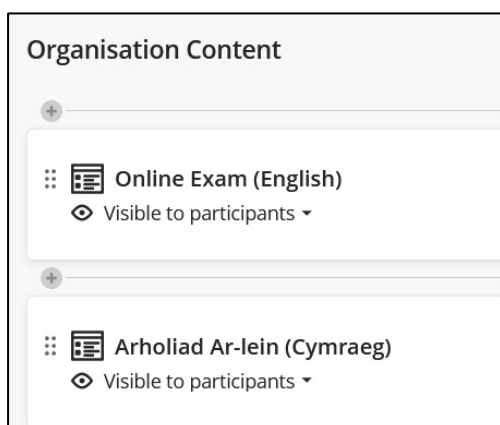 Organisation Content
Online Exam (English)
Visible to participants
Arholiad Ar-lein (Cymraeg)
Visible to participants